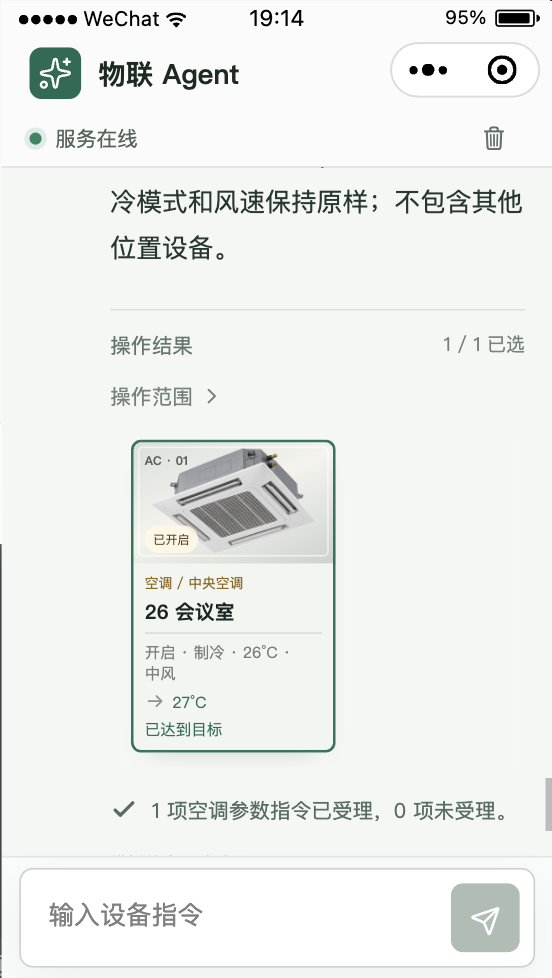 WeChat 19:14 95%
物联 Agent
服务在线
冷模式和风速保持原样；不包含其他
位置设备。
操作结果 1 / 1 已选
操作范围 >
AC · 01
已开启
空调 / 中央空调
26 会议室
开启 · 制冷 · 26°C ·
中风
→ 27°C
已达到目标
1 项空调参数指令已受理，0 项未受理。
输入设备指令